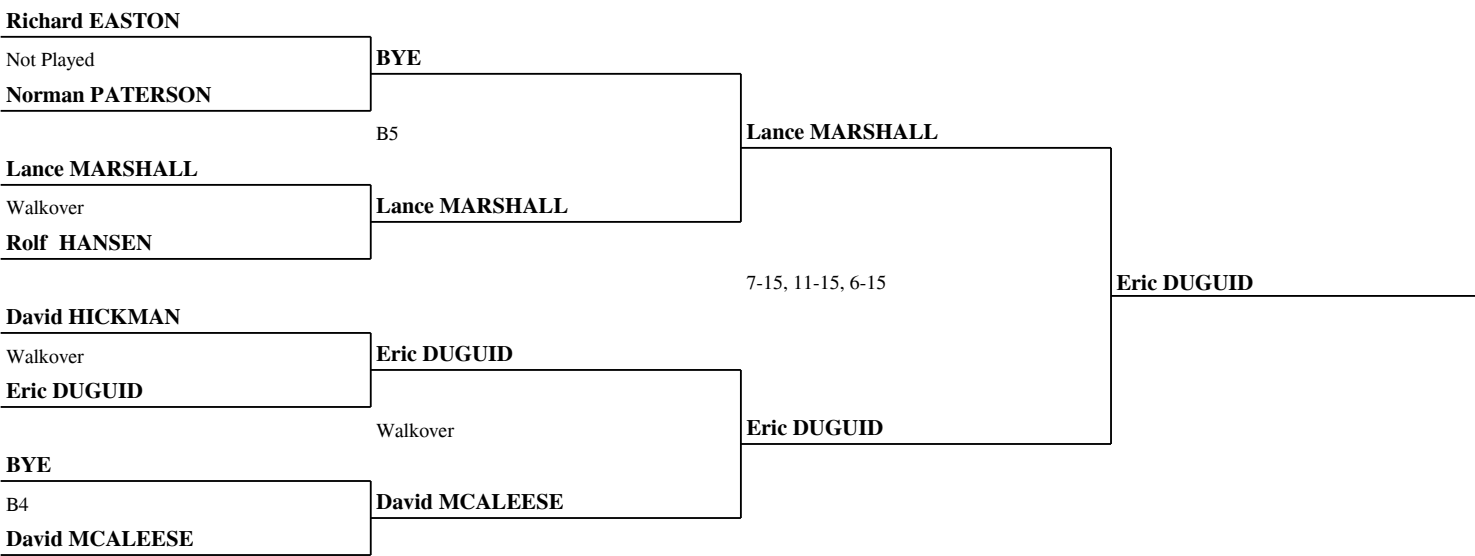 Richard EASTON
Not Played
BYE
Norman PATERSON
B5
Lance MARSHALL
Lance MARSHALL
Walkover
Lance MARSHALL
Rolf  HANSEN
7-15, 11-15, 6-15
Eric DUGUID
David HICKMAN
Walkover
Eric DUGUID
Eric DUGUID
Walkover
Eric DUGUID
BYE
B4
David MCALEESE
David MCALEESE